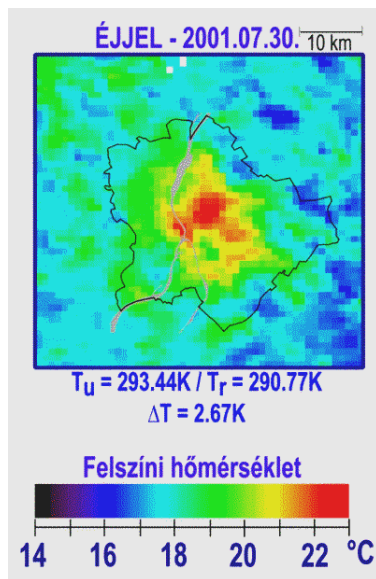 ÉJJEL - 2001.07.30. 10 km
Tu = 293.44K / Tr = 290.77K
ΔT = 2.67K
Felszíni hőmérséklet
14 16 18 20 22 °C